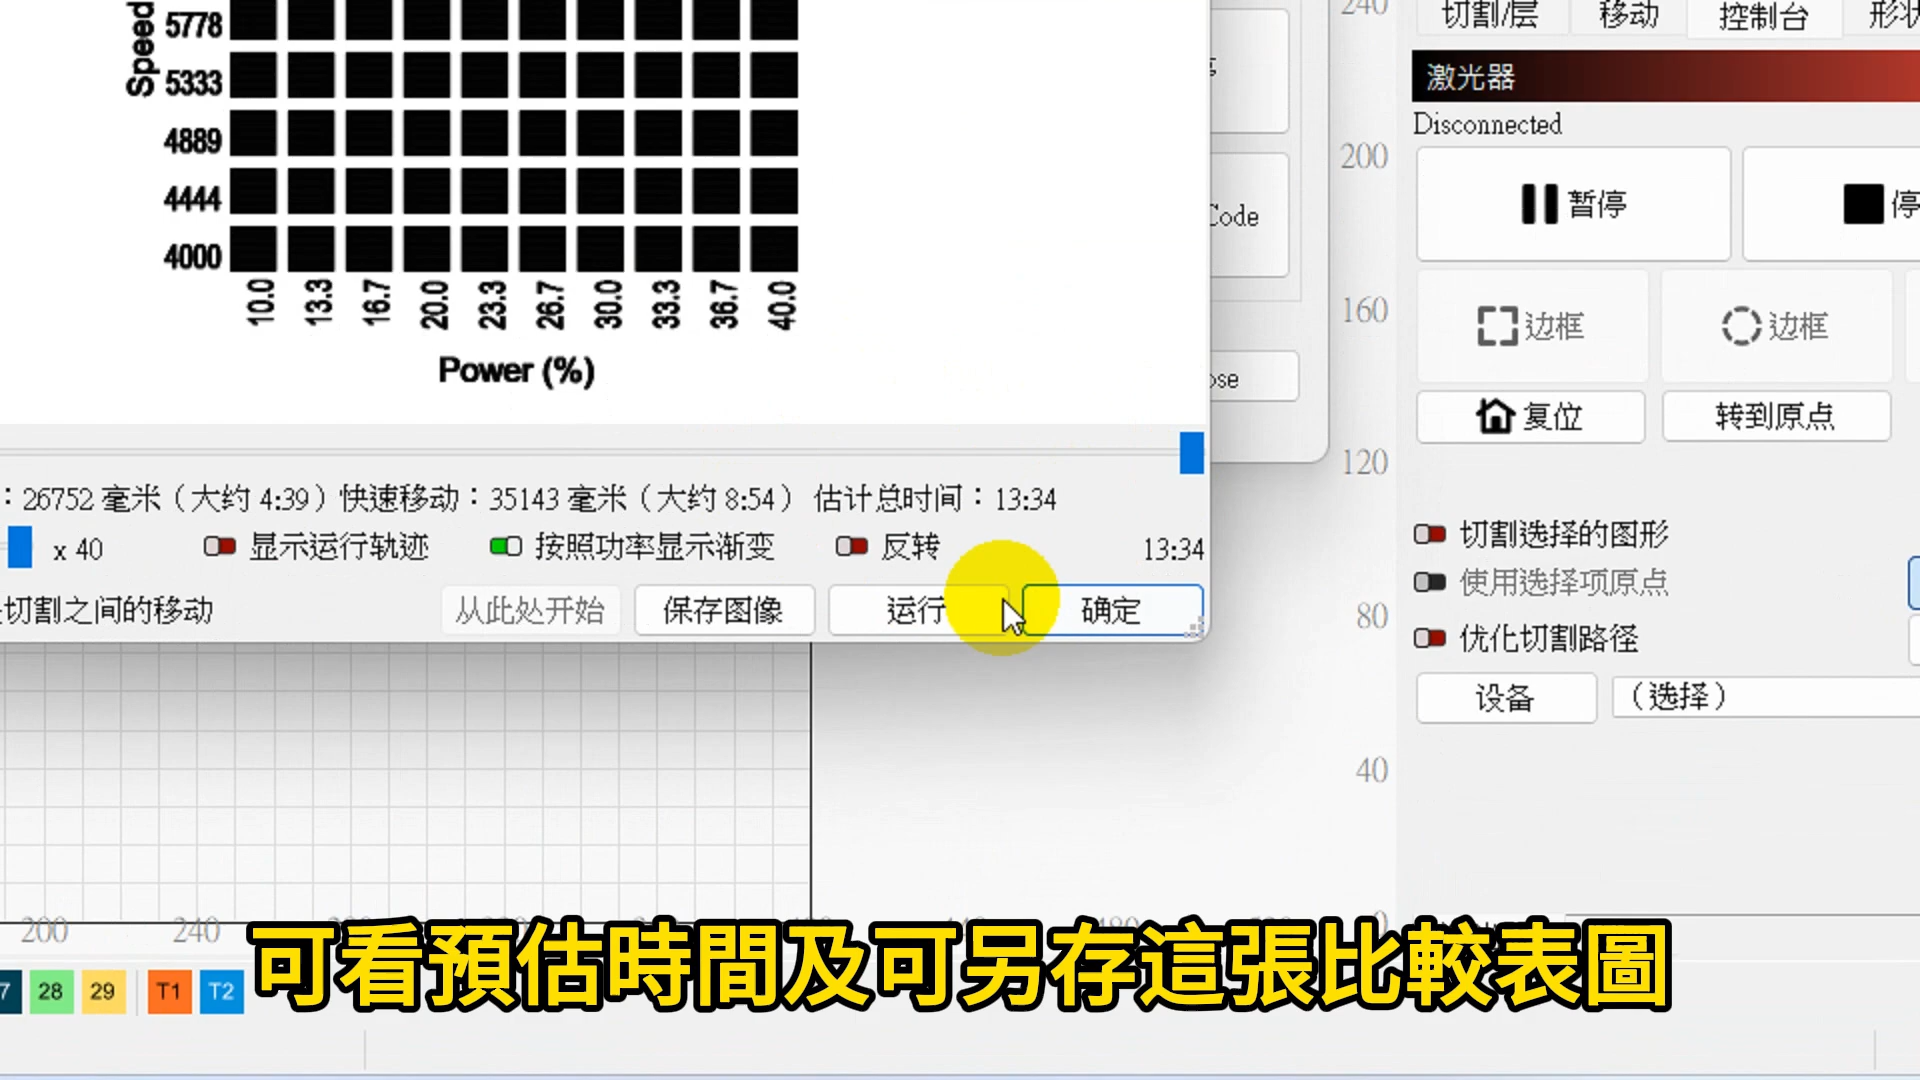 Speed
5778
5333
4889
4444
4000
10.0
13.3
16.7
20.0
23.3
26.7
30.0
33.3
36.7
40.0
Power (%)
：26752 毫米（大约 4:39）快速移动：35143 毫米（大约 8:54） 估计总时间：13:34
x 40
显示运行轨迹
按照功率显示渐变
反转
13:34
切割之间的移动
从此处开始
保存图像
运行
确定
Code
ose
240
200
160
120
80
40
0
切割/层
移动
控制台
形状
激光器
Disconnected
暂停
停
边框
边框
复位
转到原点
切割选择的图形
使用选择项原点
优化切割路径
设备
（选择）
200
240
7
28
29
T1
T2
可看預估時間及可另存這張比較表圖